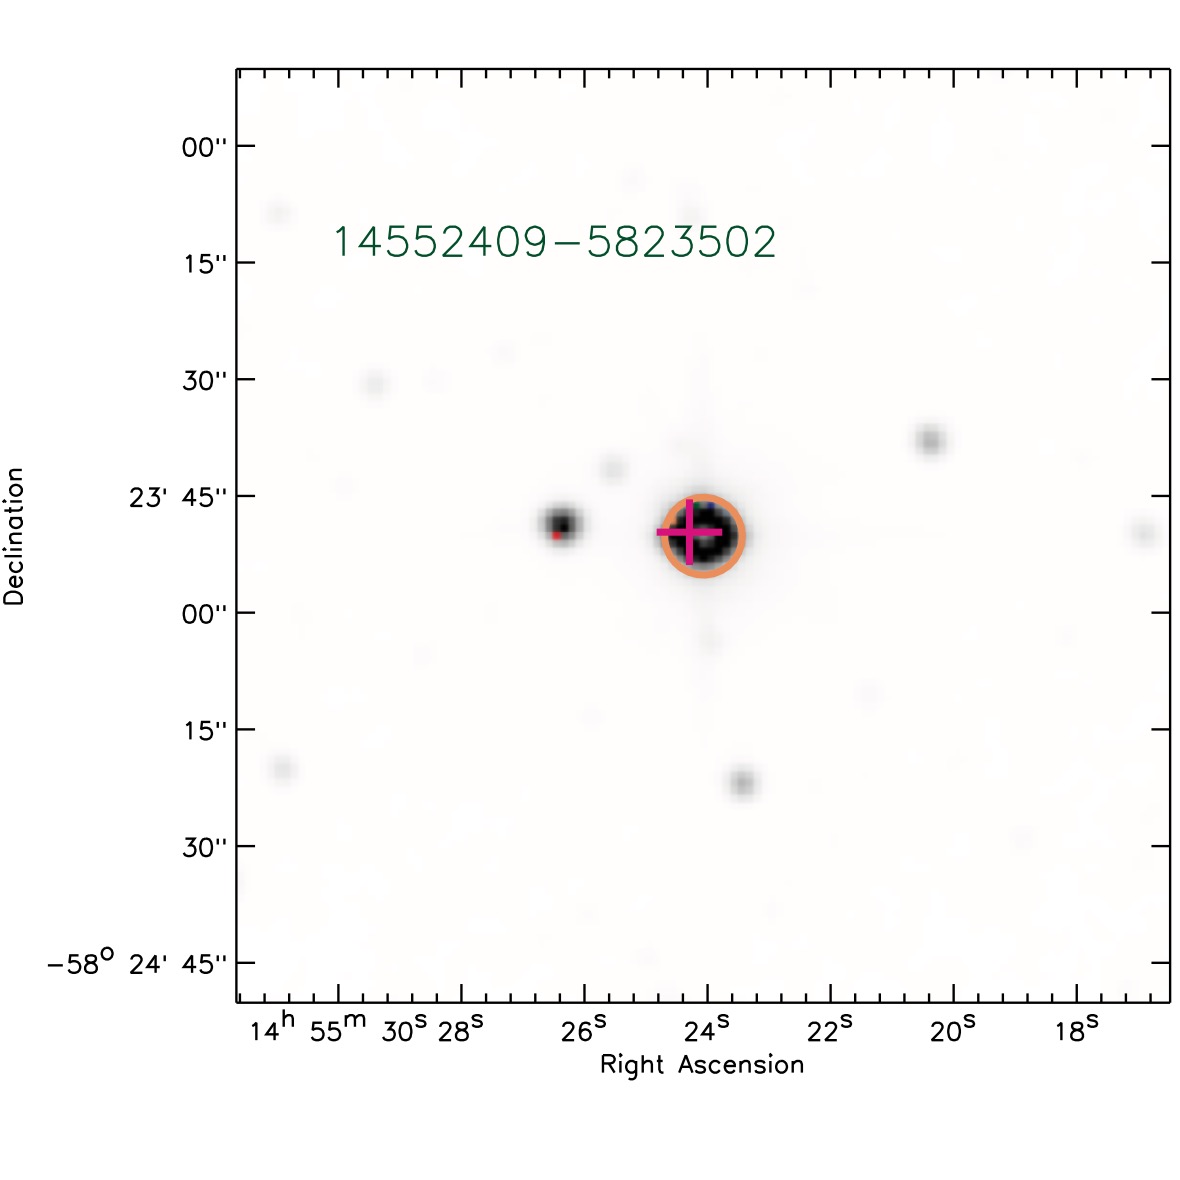 00"
14552409-5823502
15"
30"
23' 45"
00"
15"
30"
-58° 24' 45"
14h 55m 30s 28s 26s 24s 22s 20s 18s
Right Ascension
Declination